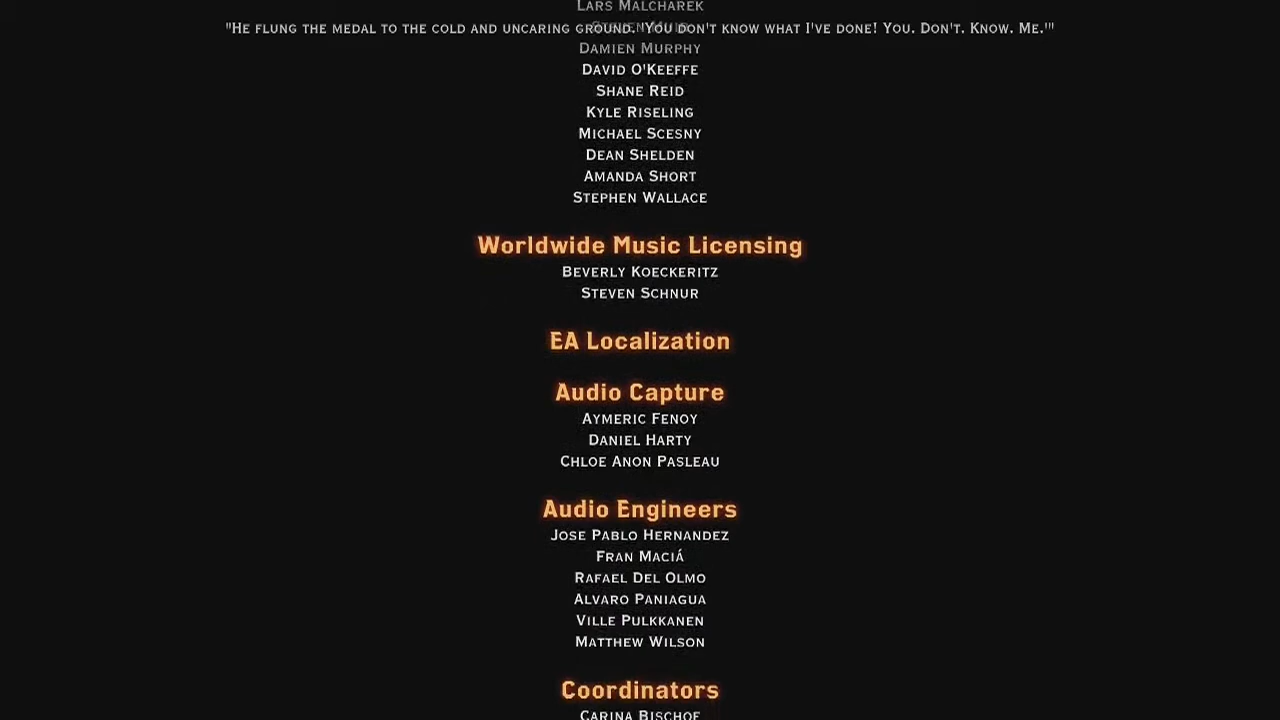 Lars Malcharek
"He flung the medal to the cold and uncaring ground. 'You don't know what I've done! You. Don't. Know. Me.'"
Damien Murphy
David O'Keeffe
Shane Reid
Kyle Riseling
Michael Scesny
Dean Shelden
Amanda Short
Stephen Wallace
Worldwide Music Licensing
Beverly Koeckeritz
Steven Schnur
EA Localization
Audio Capture
Aymeric Fenoy
Daniel Harty
Chloe Anon Pasleau
Audio Engineers
Jose Pablo Hernandez
Fran Maciá
Rafael Del Olmo
Alvaro Paniagua
Ville Pulkkanen
Matthew Wilson
Coordinators
Carina Bischof